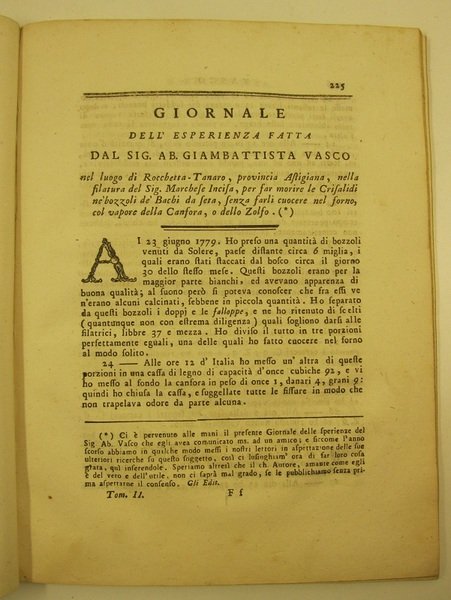 225
GIORNALE
DELL' ESPERIENZA FATTA
DAL SIG. AB. GIAMBATTISTA VASCO
nel luogo di Rocchetta-Tanaro, provincia Astigiana, nella
filatura del Sig. Marchese Incisa, per far morire le Crisalidi
ne' bozzoli de' Bachi da seta, senza farli cuocere nel forno,
col vapore della Canfora, o dello Zolfo. (*)
AI 23 giugno 1779. Ho preso una quantità di bozzoli
venuti da Solere, paese distante circa 6 miglia, i
quali erano stati staccati dal bosco circa il giorno
30 dello stesso mese. Questi bozzoli erano per la
maggior parte bianchi, ed avevano apparenza di
buona qualità; al suono però si poteva conoscer che fra essi ve
n'erano alcuni calcinati, sebbene in piccola quantità. Ho separato
da questi bozzoli i doppj e le faloppe, e ne ho ritenuto di scelti
(quantunque non con estrema diligenza) quali sogliono darsi alle
filatrici, libbre 37 e mezza. Ho diviso il tutto in tre porzioni
perfettamente eguali, una delle quali ho fatto cuocere nel forno
al modo solito.
24 — Alle ore 12 d'Italia ho messo un' altra di queste
porzioni in una cassa di legno di capacità d'once cubiche 92, e vi
ho messo al fondo la canfora in peso di once 1, danari 4, grani 9:
quindi ho chiusa la cassa, e suggellate tutte le fissure in modo che
non trapelava odore da parte alcuna.
(*) Ci è pervenuto alle mani il presente Giornale delle sperienze del
Sig. Ab. Vasco che egli avea comunicato ms. ad un amico; e siccome l'anno
scorso abbiamo in qualche modo messi i nostri lettori in aspettazione delle sue
ulteriori ricerche su questo soggetto, così ci lusinghiam' ora di far loro cosa
grata, quì inserendole. Speriamo altresì che il ch. Autore, amante come egli
è del vero e dell' utile, non ci saprà mal grado, se le pubblichiamo senza pri-
ma aspettarne il consenso. Gli Edit.
Tom. II. F f